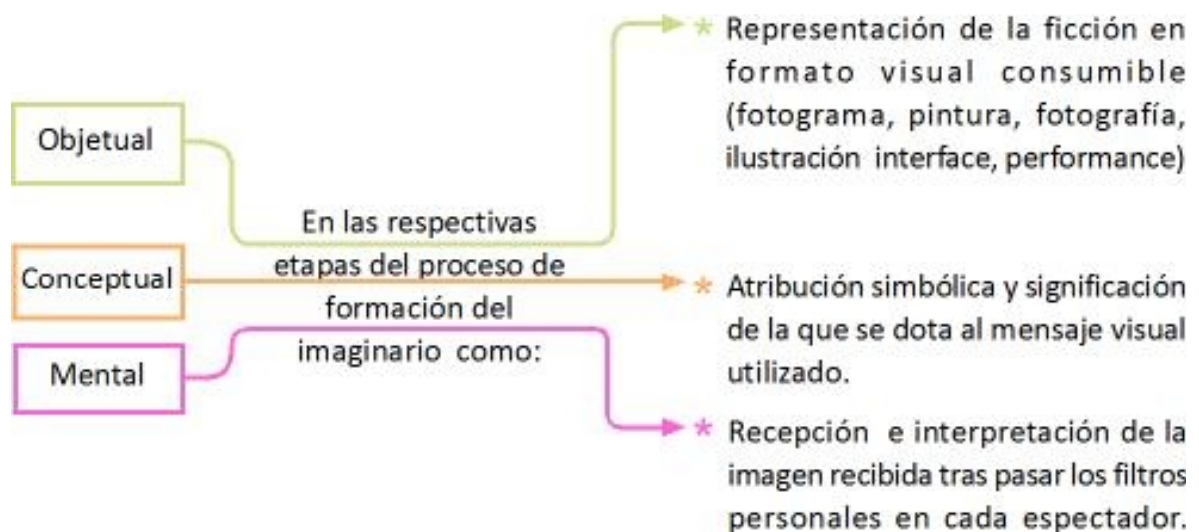 Objetual
Conceptual
Mental
En las respectivas
etapas del proceso de
formación del
imaginario como:
* Representación de la ficción en
formato visual consumible
(fotograma, pintura, fotografía,
ilustración interface, performance)
* Atribución simbólica y significación
de la que se dota al mensaje visual
utilizado.
* Recepción e interpretación de la
imagen recibida tras pasar los filtros
personales en cada espectador.